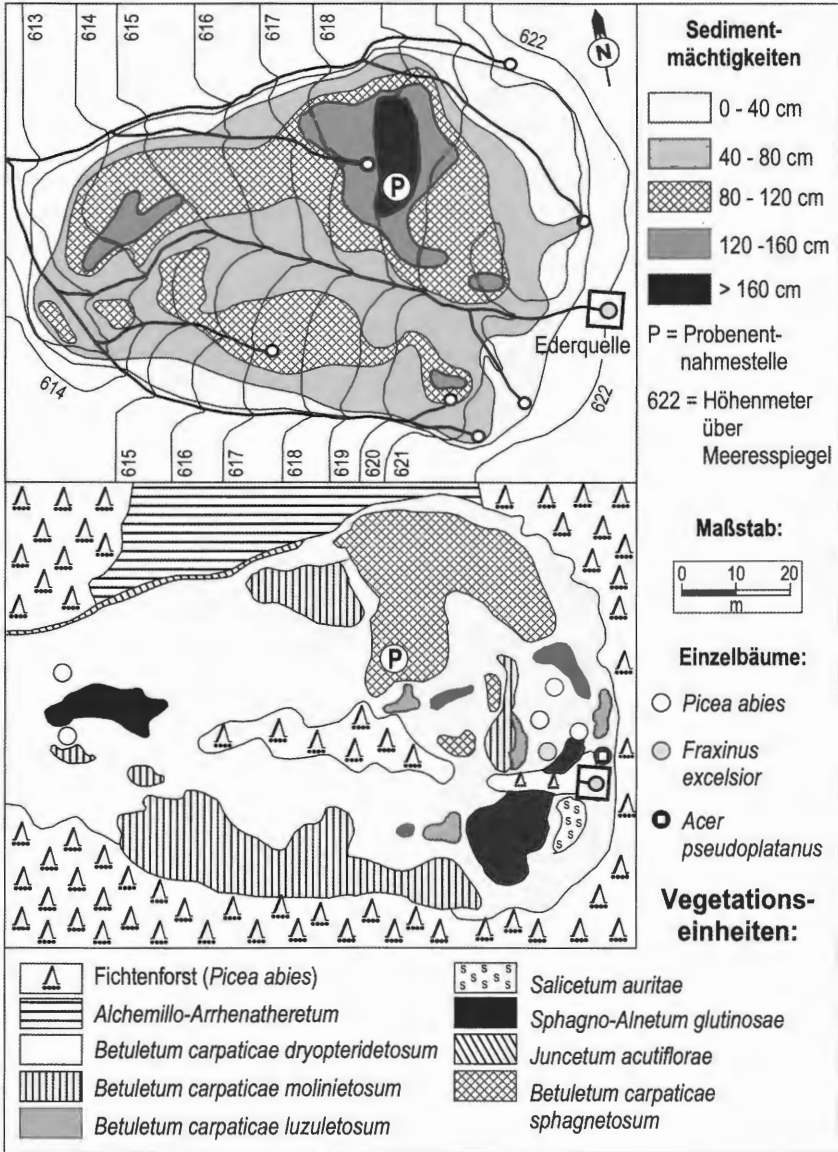 613
614
615
616
617
618
622
N
P
Ederquelle
614
622
615
616
617
618
619
620
621
Sediment-
mächtigkeiten
0 - 40 cm
40 - 80 cm
80 - 120 cm
120 -160 cm
> 160 cm
P = Probenent-
nahmestelle
622 = Höhenmeter
über
Meeresspiegel
P
Maßstab:
0 10 20
m
Einzelbäume:
Picea abies
Fraxinus
excelsior
Acer
pseudoplatanus
Vegetations-
einheiten:
Fichtenforst (Picea abies)
Alchemillo-Arrhenatheretum
Betuletum carpaticae dryopteridetosum
Betuletum carpaticae molinietosum
Betuletum carpaticae luzuletosum
S S S S S S S
Salicetum auritae
Sphagno-Alnetum glutinosae
Juncetum acutiflorae
Betuletum carpaticae
sphagnetosum